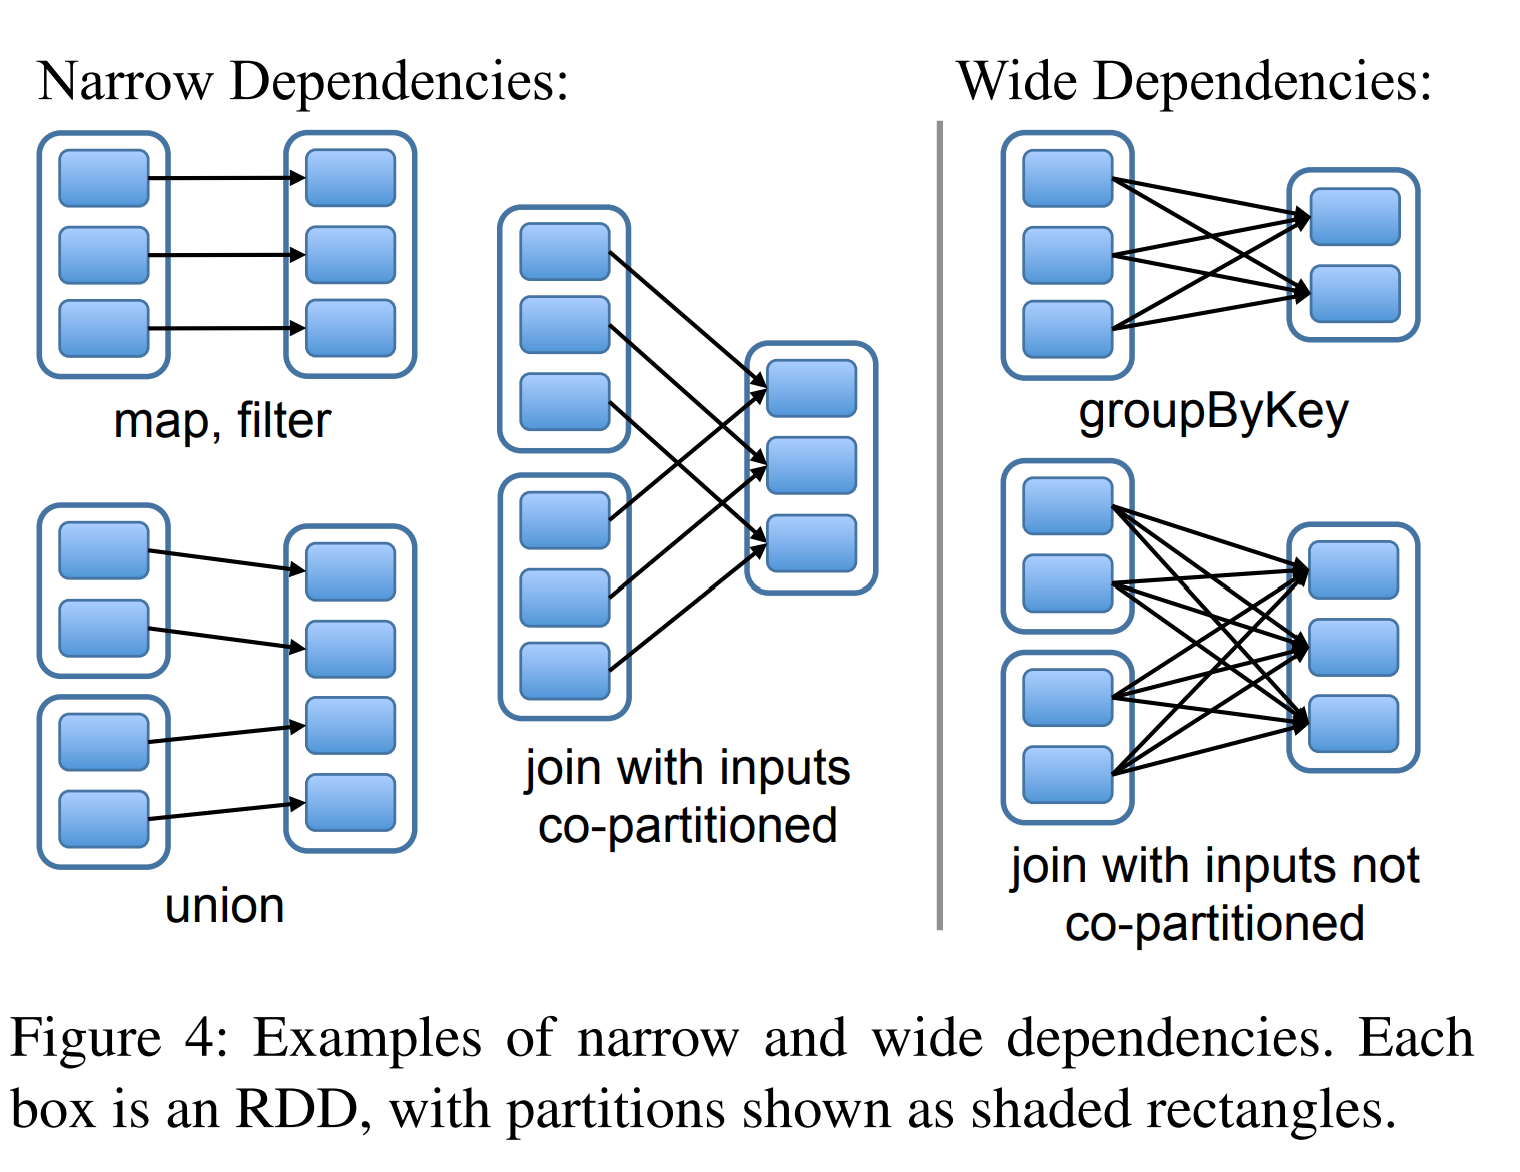 Narrow Dependencies:
map, filter
union
join with inputs
co-partitioned
Wide Dependencies:
groupByKey
join with inputs not
co-partitioned
Figure 4: Examples of narrow and wide dependencies. Each
box is an RDD, with partitions shown as shaded rectangles.